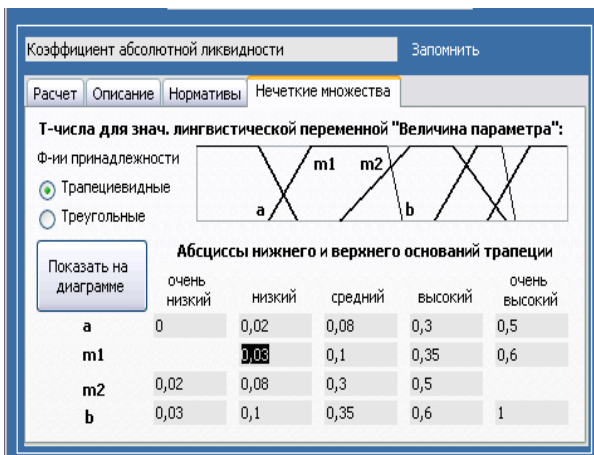 Коэффициент абсолютной ликвидности Запомнить
Расчет Описание Нормативы Нечеткие множества
Т-числа для знач. лингвистической переменной "Величина параметра":
Ф-ии принадлежности
m1 m2
Трапециевидные
Треугольные
a b
Абсциссы нижнего и верхнего оснований трапеции
Показать на диаграмме
очень низкий низкий средний высокий очень высокий
a 0 0,02 0,08 0,3 0,5
m1 0,03 0,1 0,35 0,6
m2 0,02 0,08 0,3 0,5
b 0,03 0,1 0,35 0,6 1